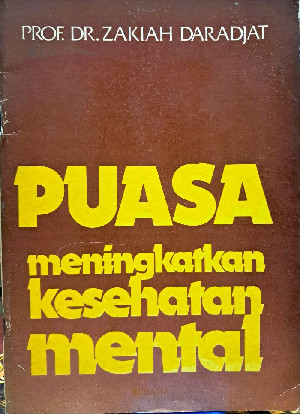 PROF. DR. ZAKIAH DARADJAT
PUASA
meningkatkan
kesehatan
mental